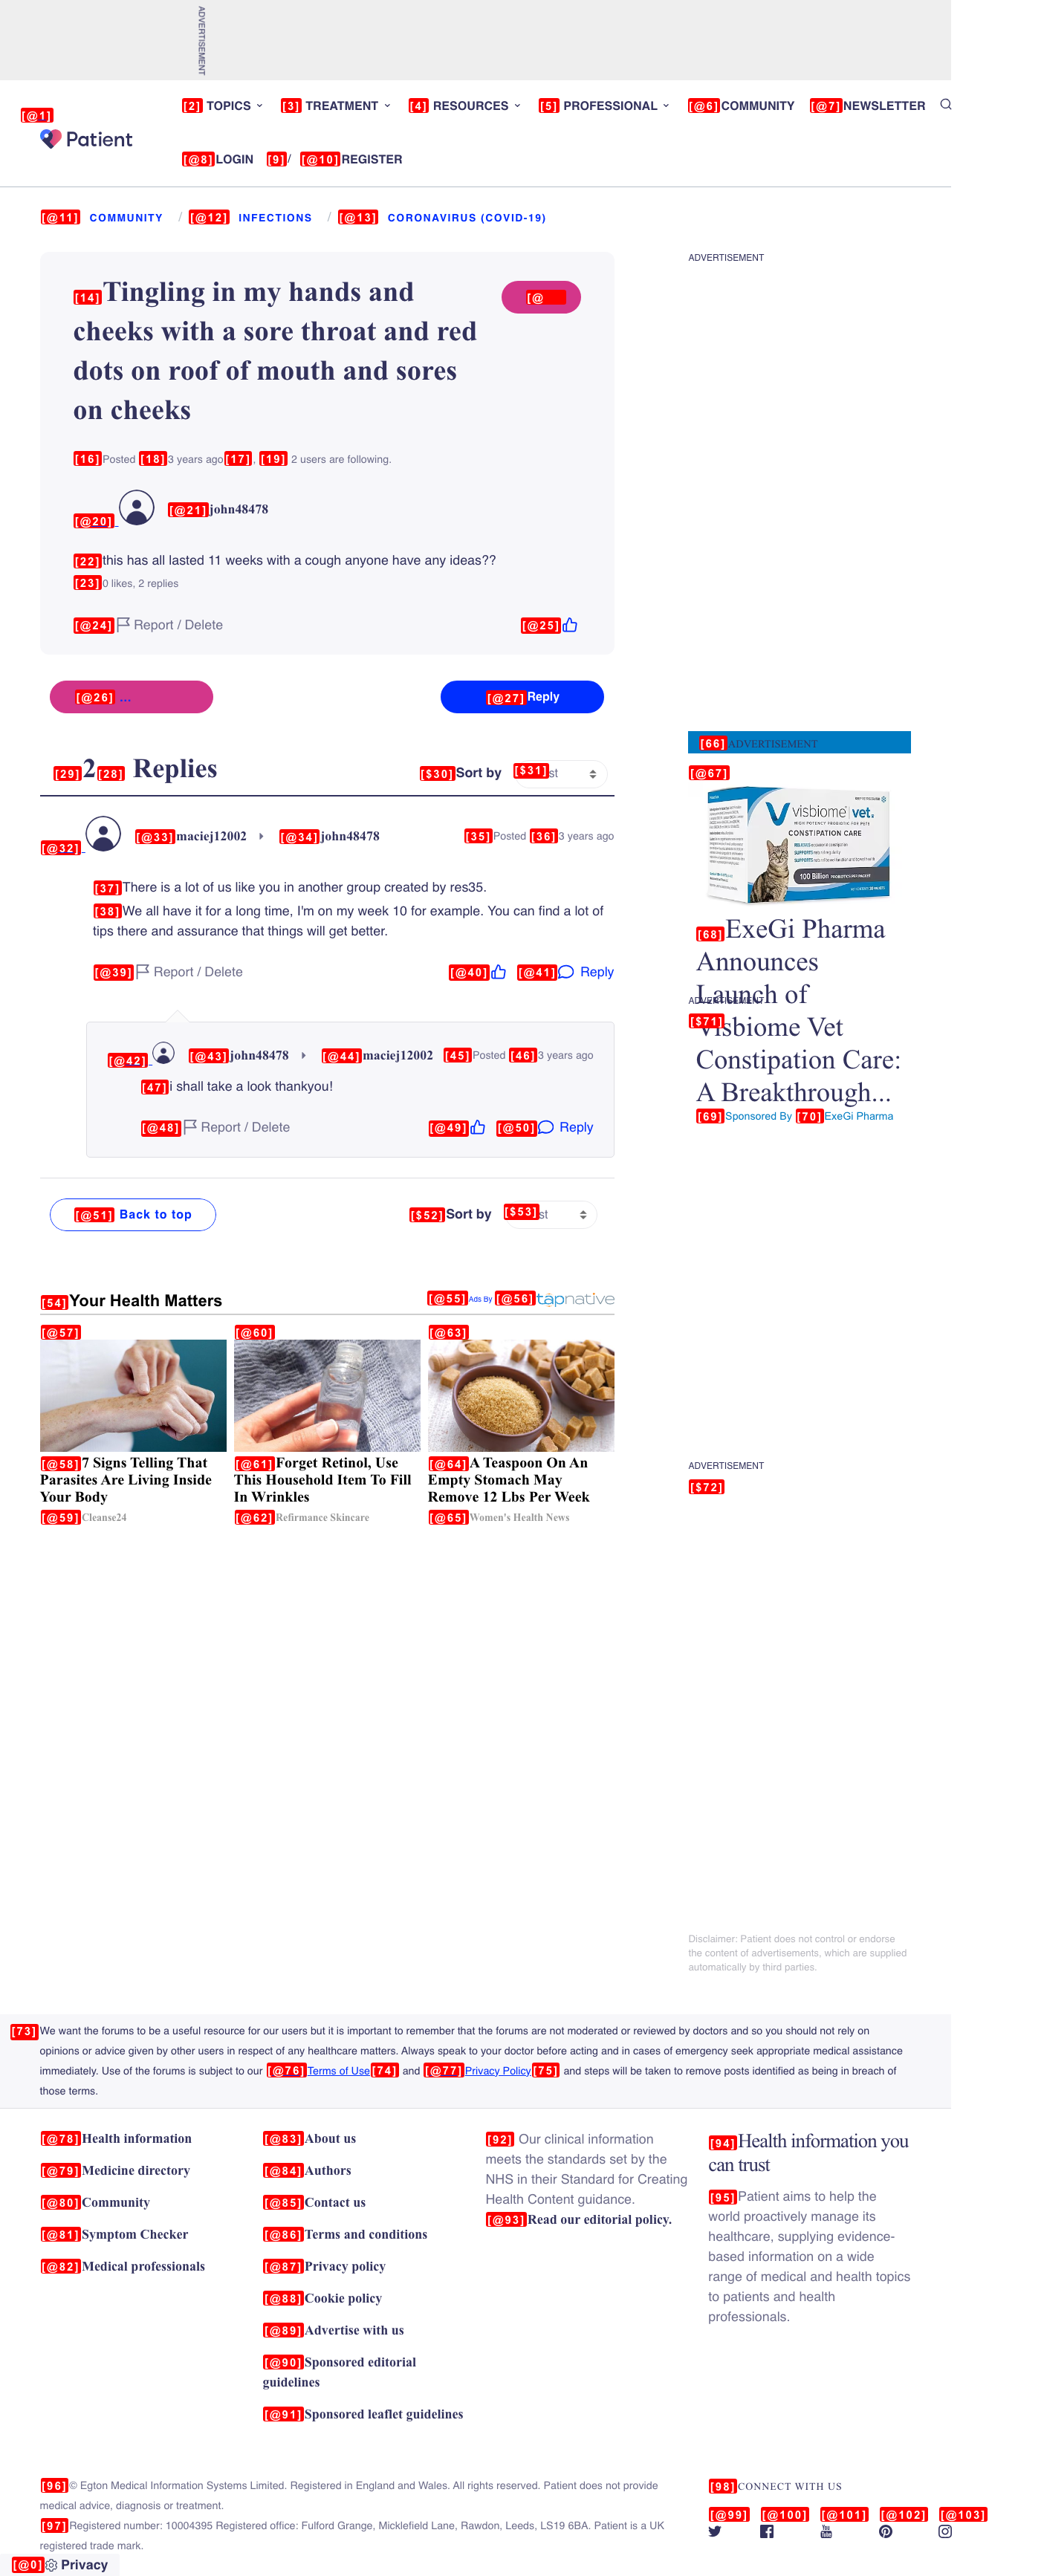 ADVERTISEMENT
[@1]
Patient
[2] TOPICS [3] TREATMENT [4] RESOURCES [5] PROFESSIONAL [@6]COMMUNITY [@7]NEWSLETTER
[@8]LOGIN [9]/ [@10]REGISTER
[@11] COMMUNITY / [@12] INFECTIONS / [@13] CORONAVIRUS (COVID-19)
ADVERTISEMENT
[14]Tingling in my hands and
cheeks with a sore throat and red
dots on roof of mouth and sores
on cheeks
[@
[16]Posted [18]3 years ago[17], [19] 2 users are following.
[@20] [@21]john48478
[22]this has all lasted 11 weeks with a cough anyone have any ideas??
[23]0 likes, 2 replies
[@24] Report / Delete [@25]
[@26] ... [@27]Reply
[29]2[28] Replies [$30]Sort by [$31]st
[@32] [@33]maciej12002 [@34]john48478 [35]Posted [36]3 years ago
[37]There is a lot of us like you in another group created by res35.
[38]We all have it for a long time, I'm on my week 10 for example. You can find a lot of
tips there and assurance that things will get better.
[@39] Report / Delete [@40] [@41] Reply
[@42] [@43]john48478 [@44]maciej12002 [45]Posted [46]3 years ago
[47]i shall take a look thankyou!
[@48] Report / Delete [@49] [@50] Reply
[@51] Back to top [$52]Sort by [$53]st
[66]ADVERTISEMENT
[@67]
visbiome vet.
CONSTIPATION CARE
100 Billion
[68]ExeGi Pharma
Announces
Launch of
ADVERTISEMENT
[$71]
Visbiome Vet
Constipation Care:
A Breakthrough...
[69]Sponsored By [70]ExeGi Pharma
[54]Your Health Matters [@55]Ads By [@56]tapnative
[@57] [@60] [@63]
[@58]7 Signs Telling That
Parasites Are Living Inside
Your Body
[@59]Cleanse24
[@61]Forget Retinol, Use
This Household Item To Fill
In Wrinkles
[@62]Refirmance Skincare
[@64]A Teaspoon On An
Empty Stomach May
Remove 12 Lbs Per Week
[@65]Women's Health News
ADVERTISEMENT
[$72]
Disclaimer: Patient does not control or endorse
the content of advertisements, which are supplied
automatically by third parties.
[73]We want the forums to be a useful resource for our users but it is important to remember that the forums are not moderated or reviewed by doctors and so you should not rely on
opinions or advice given by other users in respect of any healthcare matters. Always speak to your doctor before acting and in cases of emergency seek appropriate medical assistance
immediately. Use of the forums is subject to our [@76]Terms of Use[74] and [@77]Privacy Policy[75] and steps will be taken to remove posts identified as being in breach of
those terms.
[@78]Health information
[@79]Medicine directory
[@80]Community
[@81]Symptom Checker
[@82]Medical professionals
[@83]About us
[@84]Authors
[@85]Contact us
[@86]Terms and conditions
[@87]Privacy policy
[@88]Cookie policy
[@89]Advertise with us
[@90]Sponsored editorial
guidelines
[@91]Sponsored leaflet guidelines
[92] Our clinical information
meets the standards set by the
NHS in their Standard for Creating
Health Content guidance.
[@93]Read our editorial policy.
[94]Health information you
can trust
[95]Patient aims to help the
world proactively manage its
healthcare, supplying evidence-
based information on a wide
range of medical and health topics
to patients and health
professionals.
[96]© Egton Medical Information Systems Limited. Registered in England and Wales. All rights reserved. Patient does not provide
medical advice, diagnosis or treatment.
[97]Registered number: 10004395 Registered office: Fulford Grange, Micklefield Lane, Rawdon, Leeds, LS19 6BA. Patient is a UK
registered trade mark.
[98]CONNECT WITH US
[@99] [@100] [@101] [@102] [@103]
[@0] Privacy